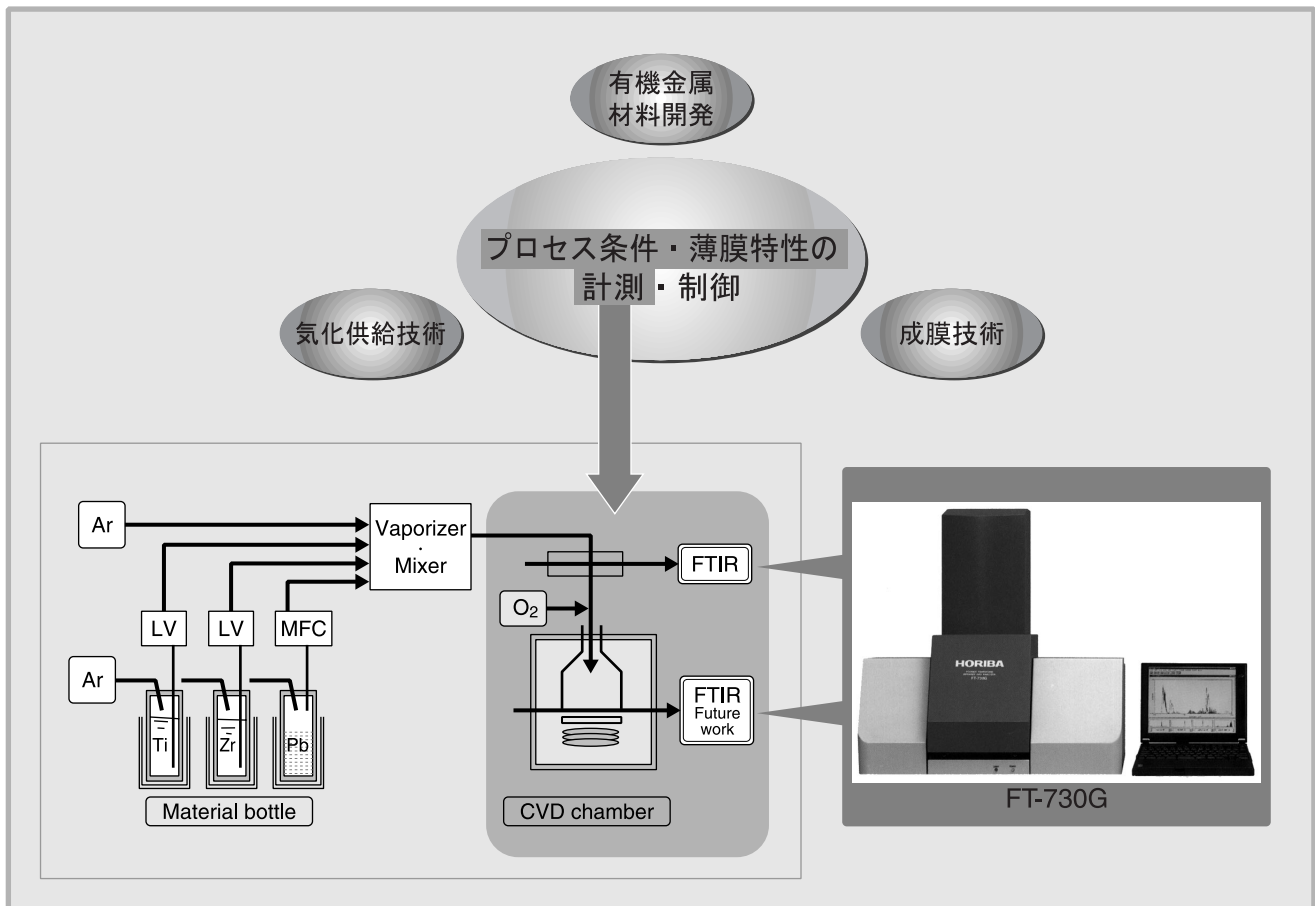 有機金属
材料開発
プロセス条件・薄膜特性の
計測・制御
気化供給技術
成膜技術
Ar
Vaporizer
・
Mixer
FTIR
O₂
LV
LV
MFC
Ar
Ti
Zr
Pb
FTIR
Future
work
Material bottle
CVD chamber
HORIBA
FT-730G